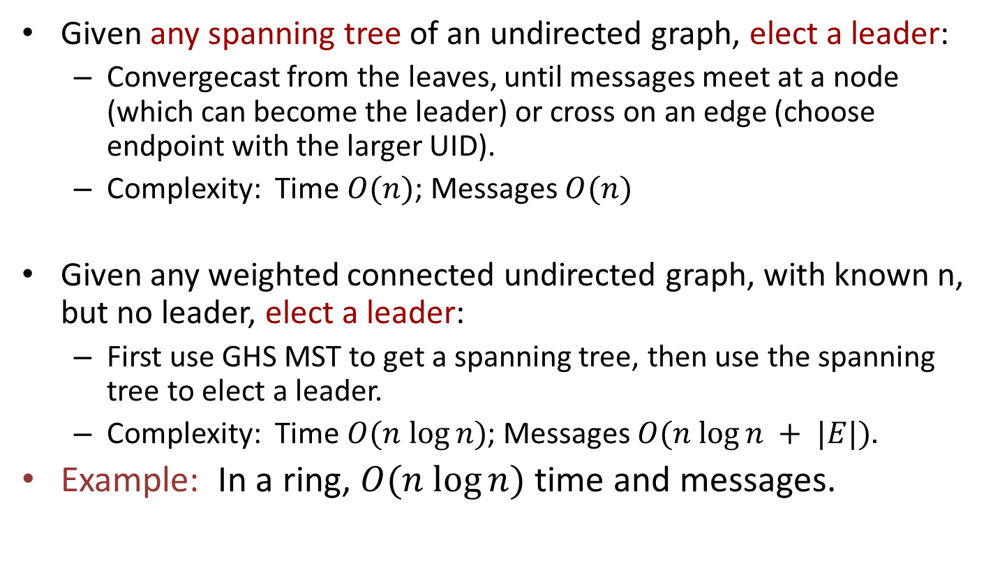 • Given any spanning tree of an undirected graph, elect a leader:
– Convergecast from the leaves, until messages meet at a node
(which can become the leader) or cross on an edge (choose
endpoint with the larger UID).
– Complexity: Time O(n); Messages O(n)
• Given any weighted connected undirected graph, with known n,
but no leader, elect a leader:
– First use GHS MST to get a spanning tree, then use the spanning
tree to elect a leader.
– Complexity: Time O(n log n); Messages O(n log n + |E|).
• Example: In a ring, O(n log n) time and messages.